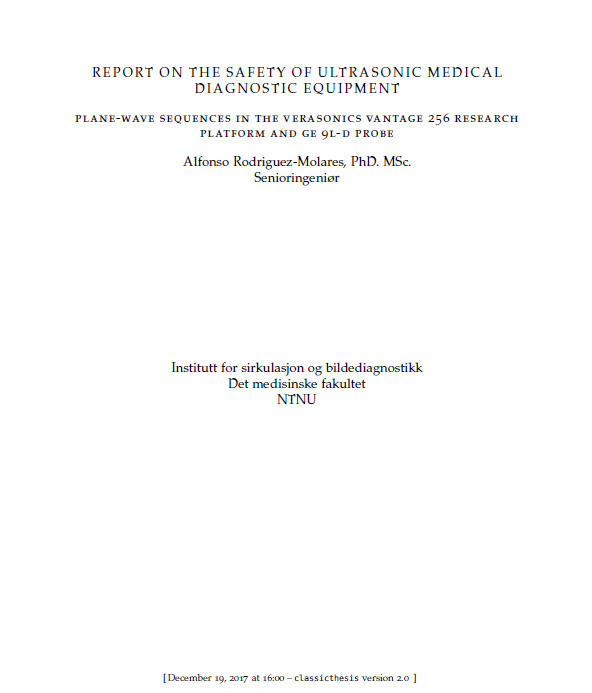 REPORT ON THE SAFETY OF ULTRASONIC MEDICAL
DIAGNOSTIC EQUIPMENT
PLANE-WAVE SEQUENCES IN THE VERASONICS VANTAGE 256 RESEARCH
PLATFORM AND GE 9L-D PROBE
Alfonso Rodriguez-Molares, PhD. MSc.
Senioringeniør
Institutt for sirkulasjon og bildediagnostikk
Det medisinske fakultet
NTNU
[ December 19, 2017 at 16:00 – classicthesis version 2.0 ]